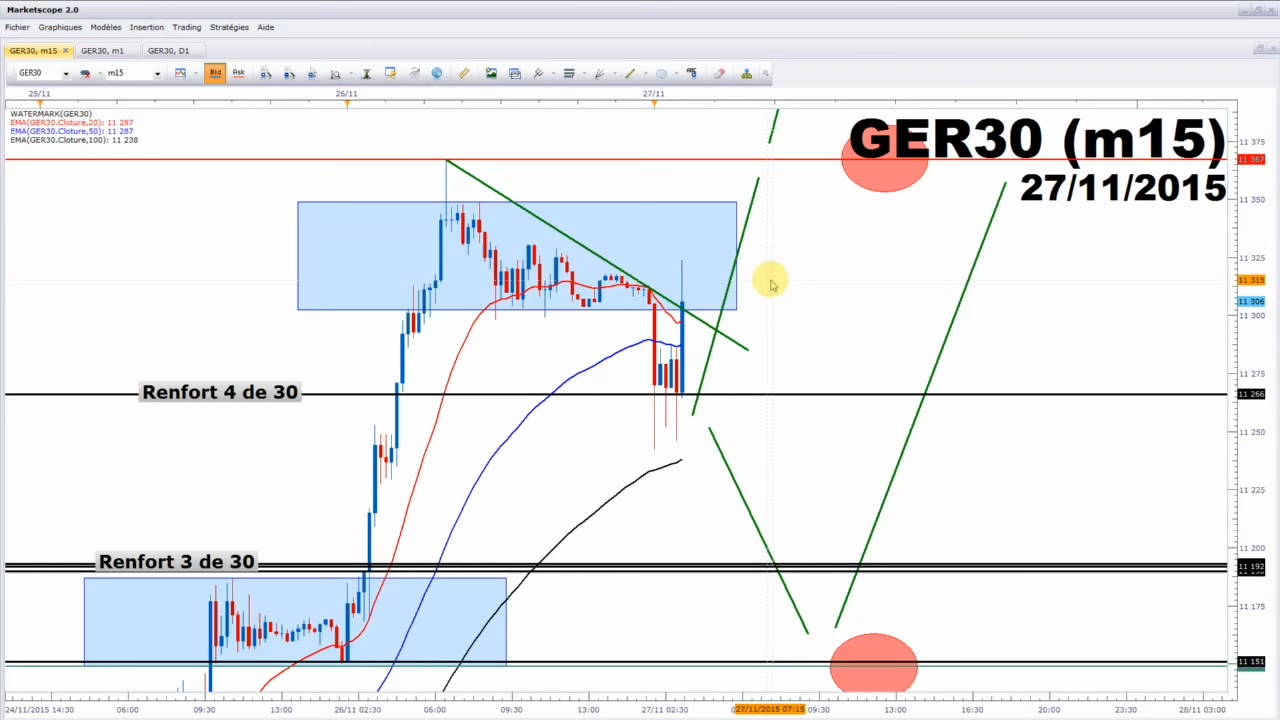 Marketscope 2.0
Fichier Graphiques Modèles Insertion Trading Stratégies Aide
GER30, m15 GER30, m1 GER30, D1
GER30 m15 Bid Ask
25/11 26/11 27/11
WATERMARK(GER30)
EMA(GER30.Cloture,20): 11 297
EMA(GER30.Cloture,50): 11 287
EMA(GER30.Cloture,100): 11 238
GER30 (m15)
27/11/2015
11 375
11 367
11 350
11 325
11 315
11 306
11 300
11 275
Renfort 4 de 30
11 266
11 250
11 225
11 200
Renfort 3 de 30
11 192
11 175
11 151
24/11/2015 14:30 06:00 09:30 13:00 26/11 02:30 06:00 09:30 13:00 27/11 02:30 27/11/2015 07:15 09:30 13:00 16:30 20:00 23:30 28/11 03:00